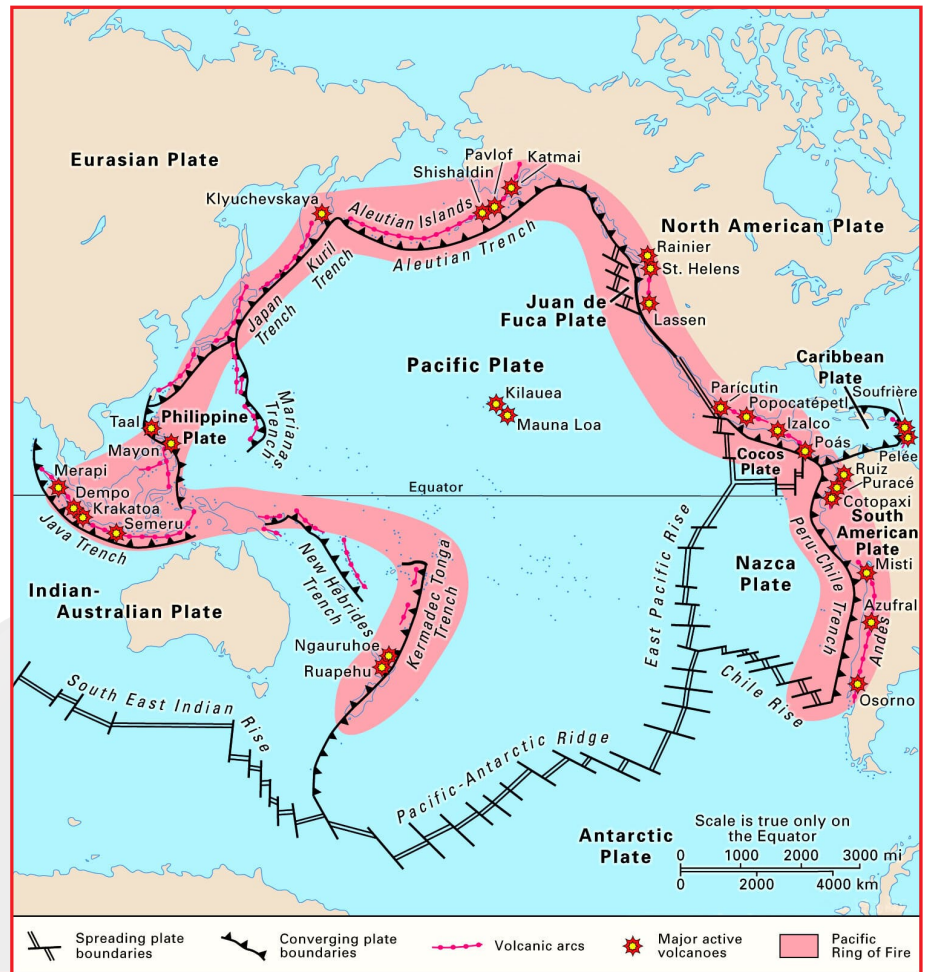 Eurasian Plate
Pavlof
Katmai
Shishaldin
Klyuchevskaya
Aleutian Islands
Aleutian Trench
Kuril
Trench
Japan
Trench
North American Plate
Rainier
St. Helens
Juan de
Fuca Plate
Lassen
Pacific Plate
Kilauea
Mauna Loa
Caribbean
Plate
Soufrière
Parícutin
Popocatépetl
Izalco
Poás
Pelée
Cocos
Plate
Ruiz
Puracé
Cotopaxi
South
American
Plate
Taal
Philippine
Plate
Mayon
Marianas
Trench
Merapi
Dempo
Krakatoa
Semeru
Java Trench
Equator
Indian-
Australian Plate
New Hebrides
Trench
Kermadec Tonga
Trench
Ngauruhoe
Ruapehu
East Pacific Rise
Nazca
Plate
Peru-Chile
Trench
Misti
Azufral
Andes
Osorno
Chile Rise
South East Indian
Rise
Pacific-Antarctic Ridge
Antarctic
Plate
Scale is true only on
the Equator
0 1000 2000 3000 mi
0 2000 4000 km
Spreading plate
boundaries
Converging plate
boundaries
Volcanic arcs
Major active
volcanoes
Pacific
Ring of Fire